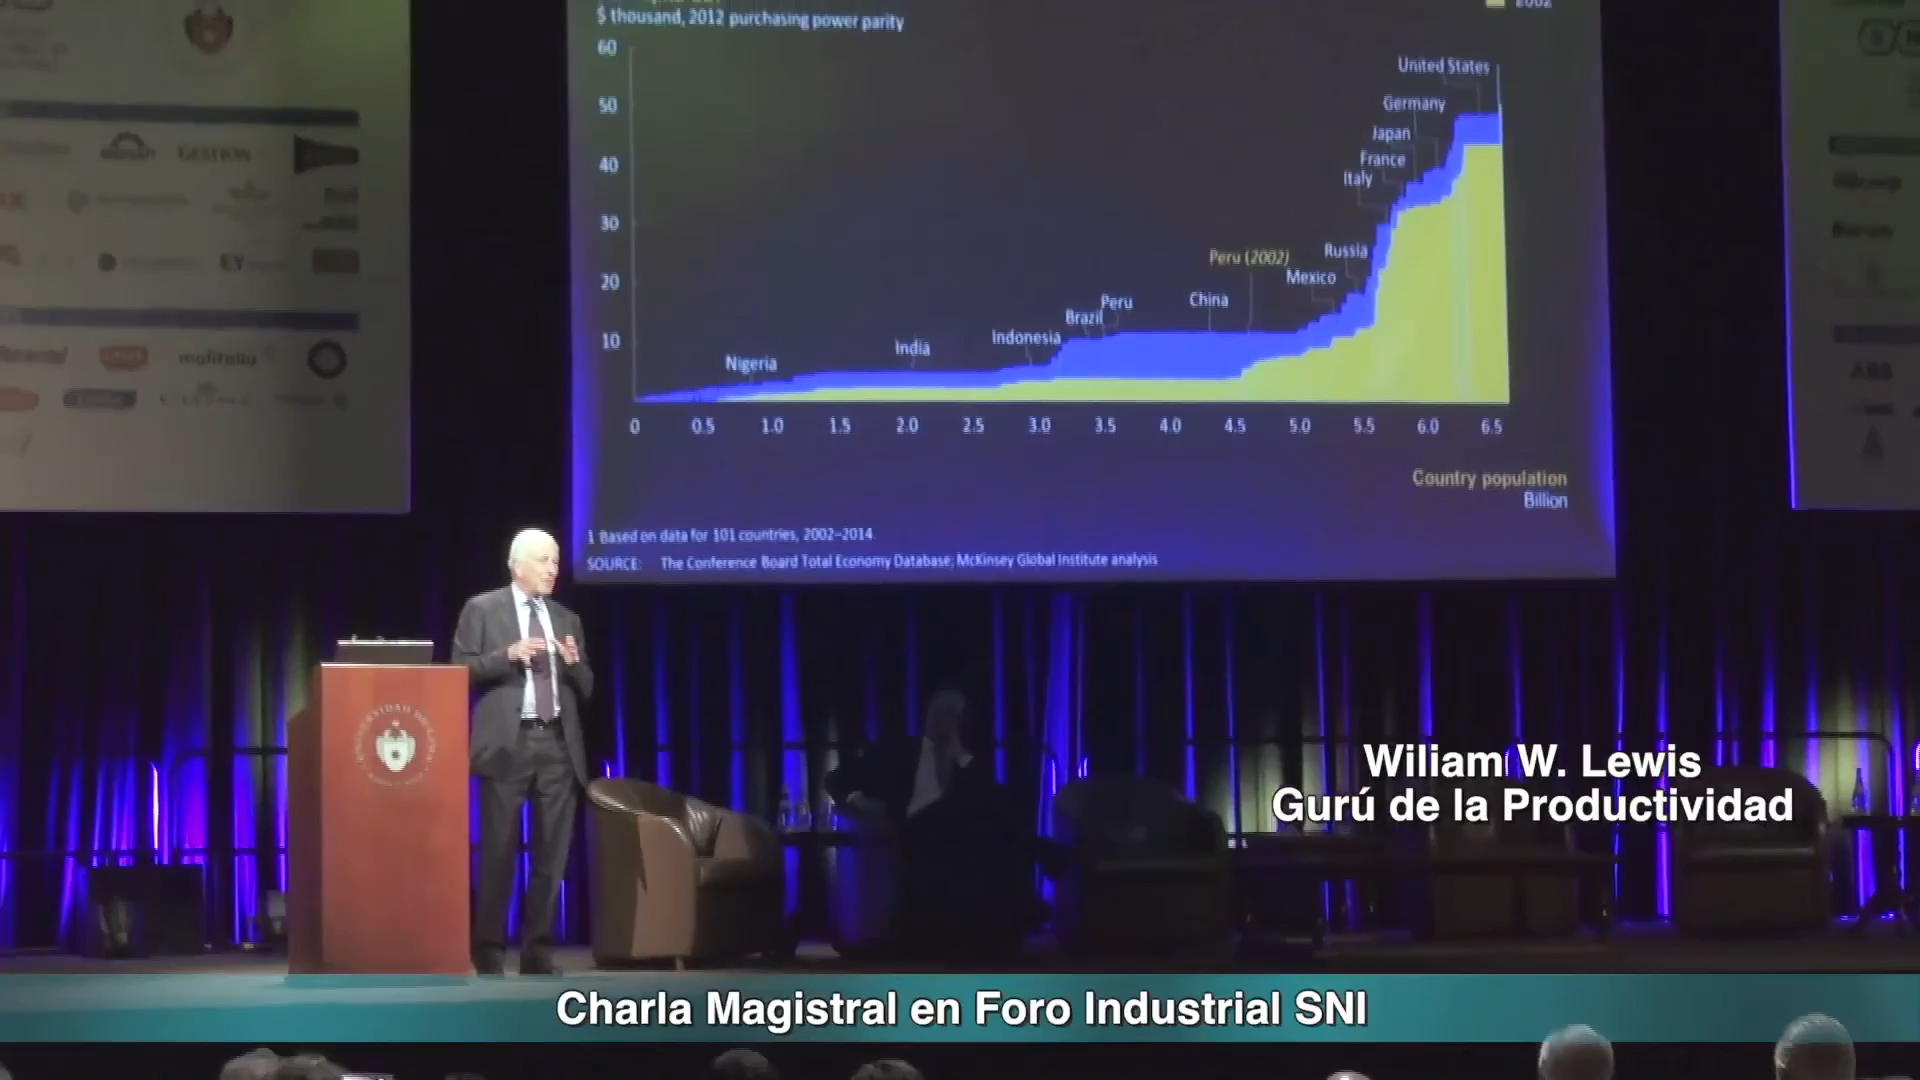 2002
$ thousand, 2012 purchasing power parity
60
50
40
30
20
10
United States
Germany
Japan
France
Italy
Peru (2002)
Russia
Mexico
Peru
China
Brazil
Indonesia
India
Nigeria
0 0.5 1.0 1.5 2.0 2.5 3.0 3.5 4.0 4.5 5.0 5.5 6.0 6.5
Country population
Billion
1 Based on data for 101 countries, 2002–2014
SOURCE: The Conference Board Total Economy Database; McKinsey Global Institute analysis
GESTION
EY
molitalia
ABB
Wiliam W. Lewis
Gurú de la Productividad
Charla Magistral en Foro Industrial SNI